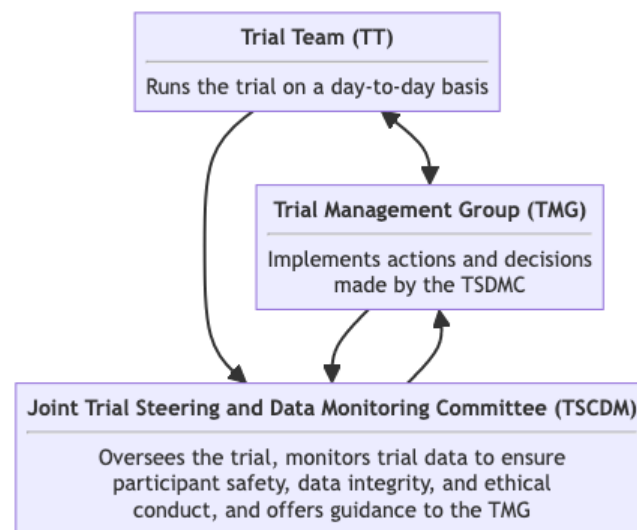 Trial Team (TT)
Runs the trial on a day-to-day basis
Trial Management Group (TMG)
Implements actions and decisions
made by the TSDMC
Joint Trial Steering and Data Monitoring Committee (TSCDM)
Oversees the trial, monitors trial data to ensure
participant safety, data integrity, and ethical
conduct, and offers guidance to the TMG